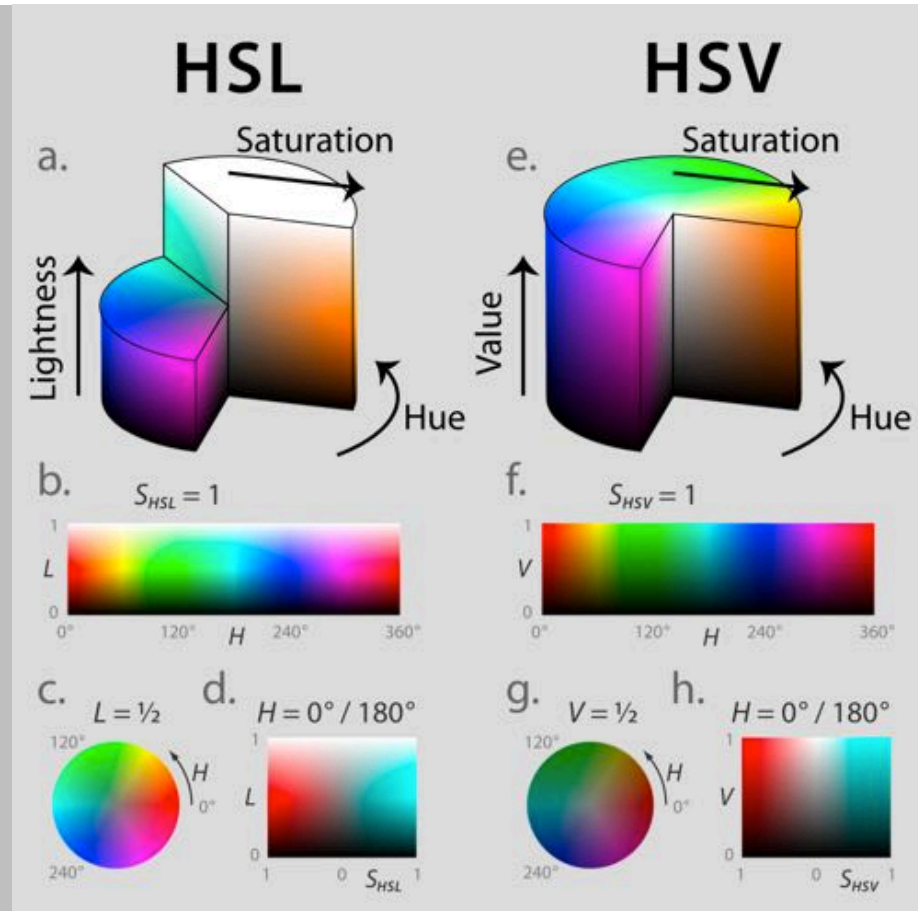 HSL
a.
Saturation
Lightness
Hue
b.
S_HSL = 1
1
L
0
0° 120° H 240° 360°
c.
L = ½
120°
H
0°
240°
d.
H = 0° / 180°
1
L
0
1 0 S_HSL 1
HSV
e.
Saturation
Value
Hue
f.
S_HSV = 1
1
V
0
0° 120° H 240° 360°
g.
V = ½
120°
H
0°
240°
h.
H = 0° / 180°
1
V
0
1 0 S_HSV 1